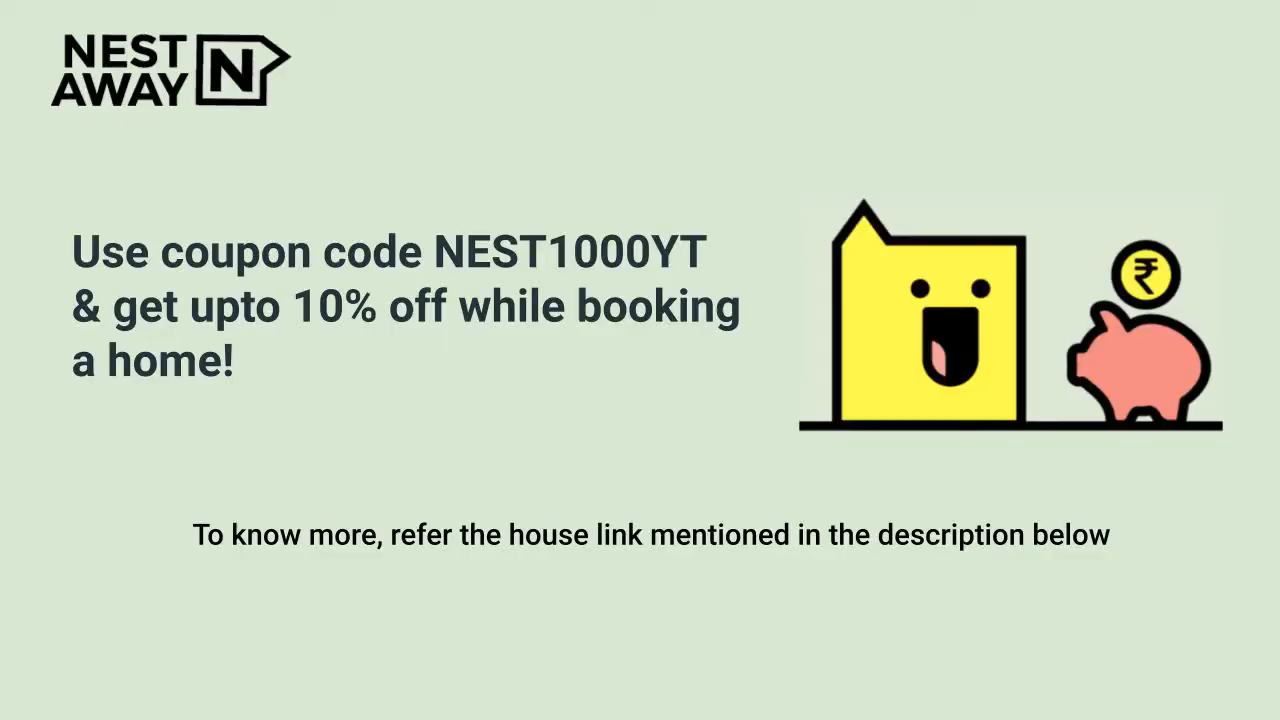 NEST
AWAY N
Use coupon code NEST1000YT
& get upto 10% off while booking
a home!
₹
To know more, refer the house link mentioned in the description below